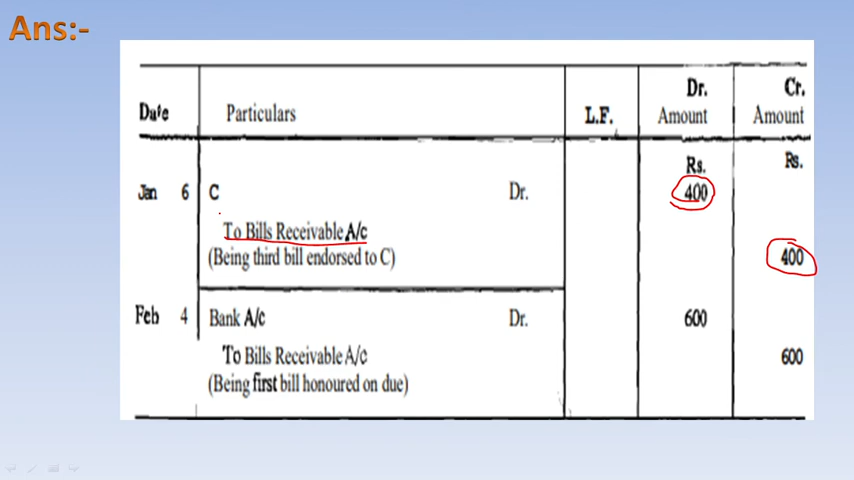 Ans:-
Date Particulars L.F. Dr. Amount Cr. Amount
Rs. Rs.
Jan 6 C Dr. 400
To Bills Receivable A/c
(Being third bill endorsed to C) 400
Feb 4 Bank A/c Dr. 600
To Bills Receivable A/c 600
(Being first bill honoured on due)